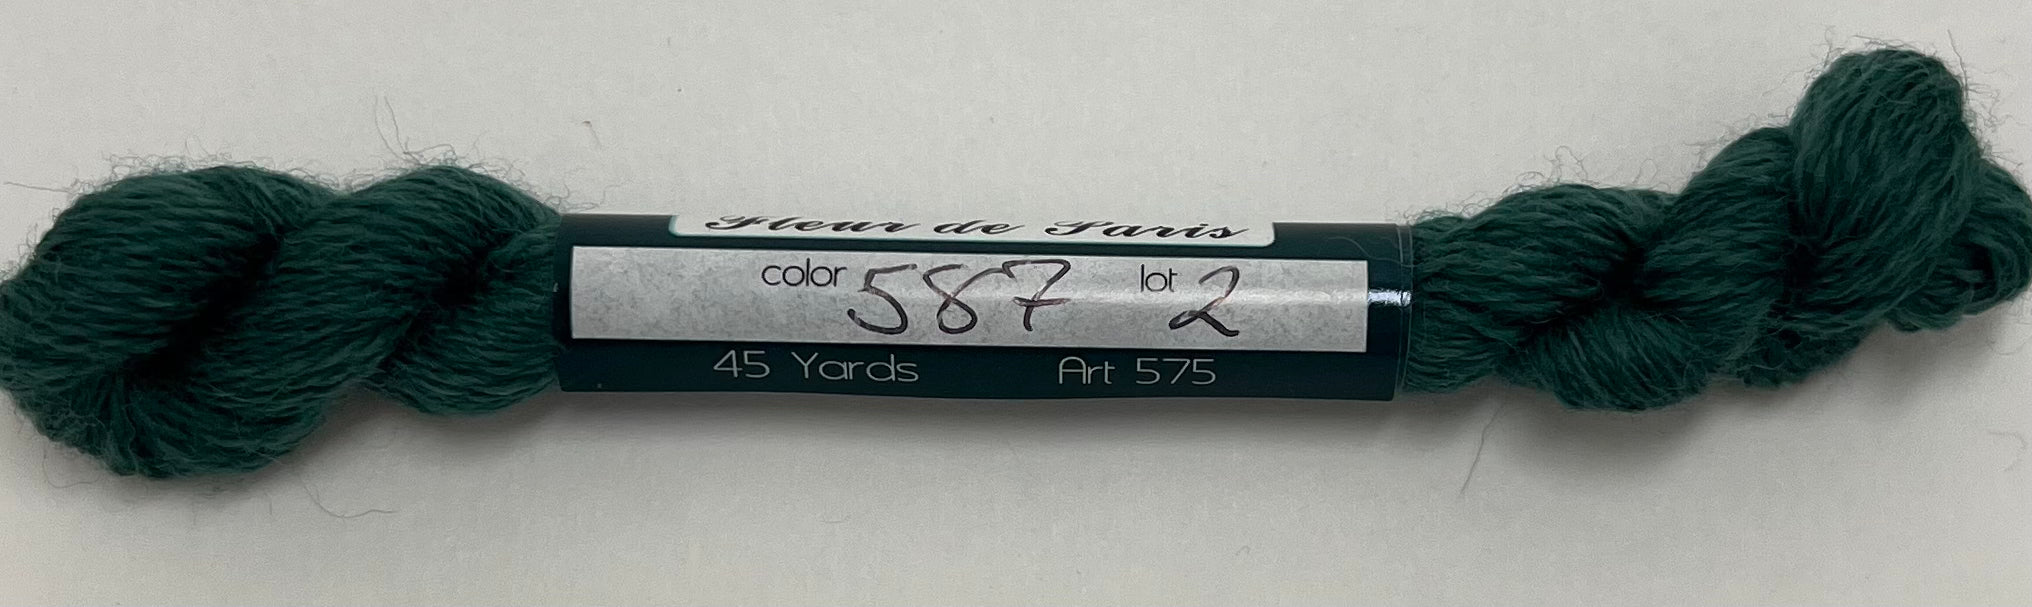 Fleur de Paris
color 587 lot 2
45 Yards Art 575